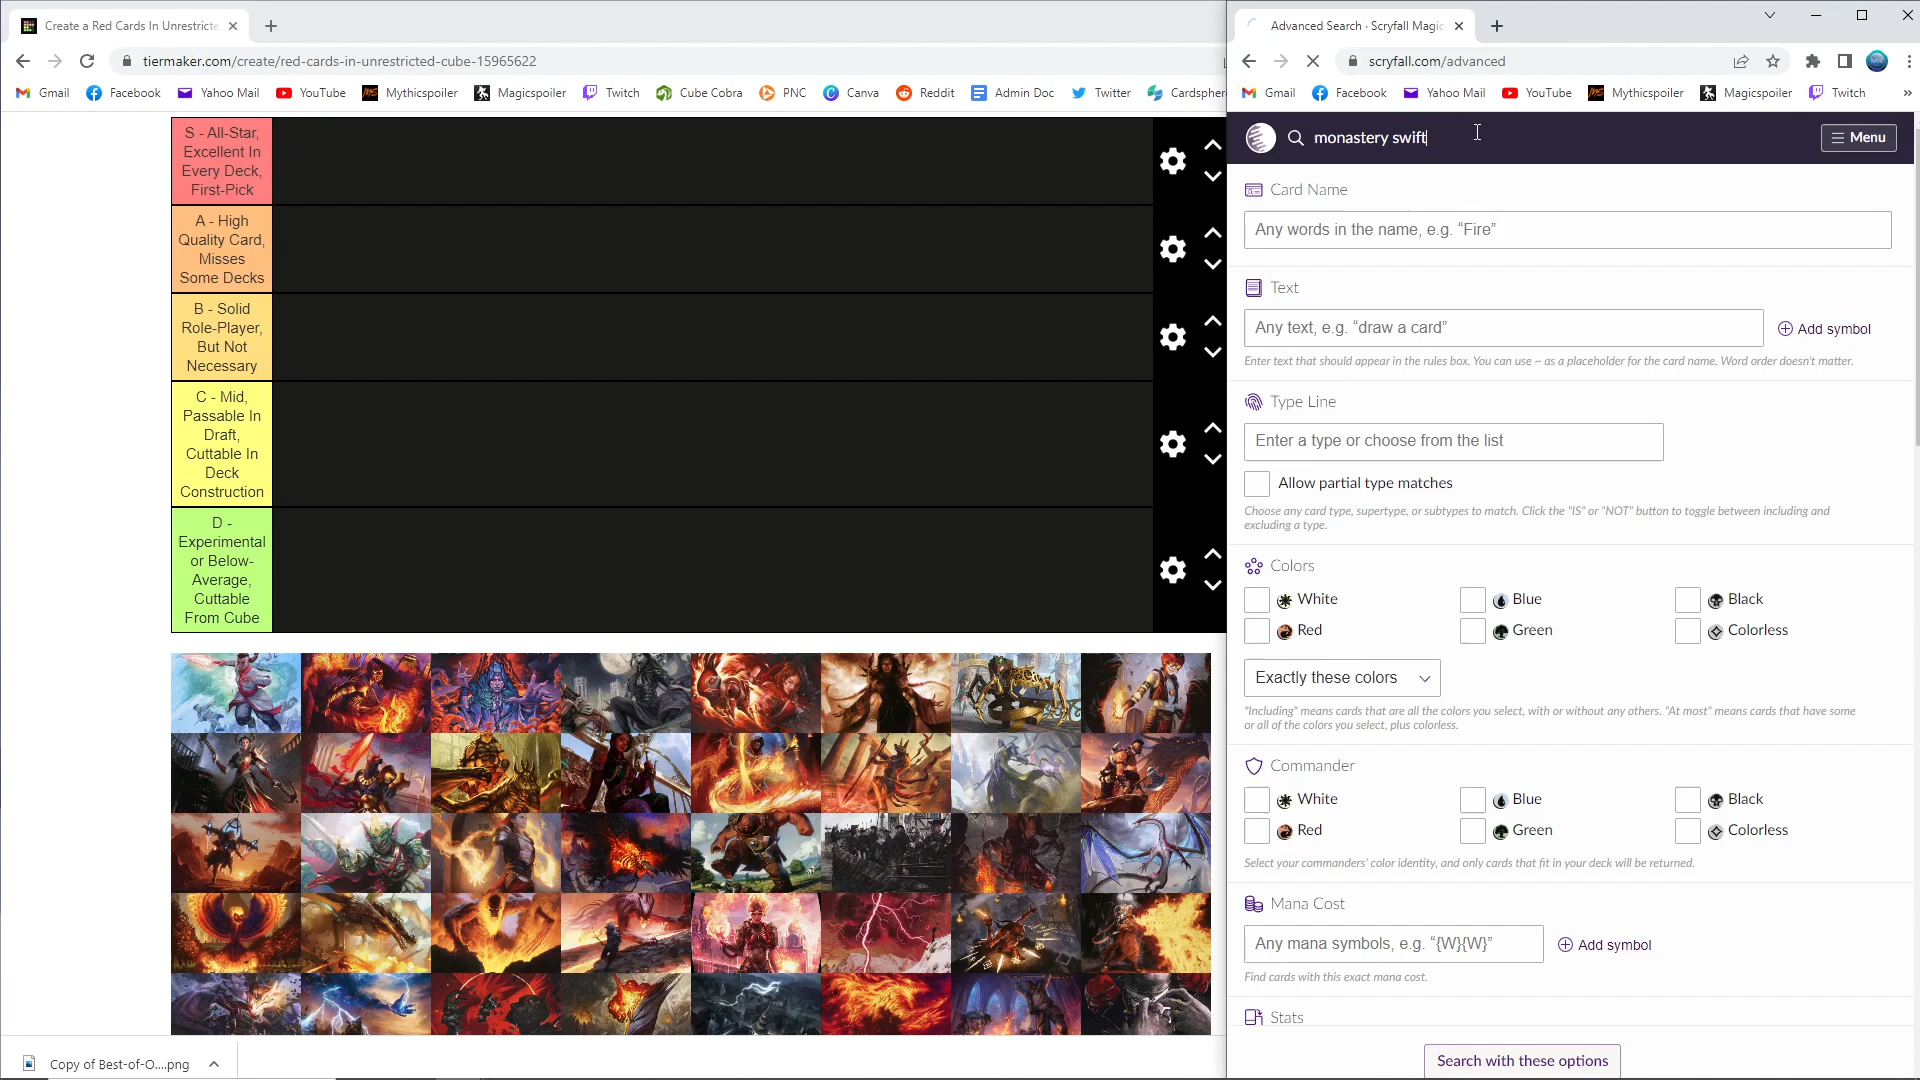 Create a Red Cards In Unrestricte
tiermaker.com/create/red-cards-in-unrestricted-cube-15965622
Gmail Facebook Yahoo Mail YouTube Mythicspoiler Magicspoiler Twitch Cube Cobra PNC Canva Reddit Admin Doc Twitter Cardspher
S - All-Star,
Excellent In
Every Deck,
First-Pick
A - High
Quality Card,
Misses
Some Decks
B - Solid
Role-Player,
But Not
Necessary
C - Mid,
Passable In
Draft,
Cuttable In
Deck
Construction
D -
Experimental
or Below-
Average,
Cuttable
From Cube
Copy of Best-of-O....png
Advanced Search · Scryfall Magic
scryfall.com/advanced
Gmail Facebook Yahoo Mail YouTube Mythicspoiler Magicspoiler Twitch »
monastery swift
Menu
Card Name
Any words in the name, e.g. “Fire”
Text
Any text, e.g. “draw a card”
Add symbol
Enter text that should appear in the rules box. You can use ~ as a placeholder for the card name. Word order doesn't matter.
Type Line
Enter a type or choose from the list
Allow partial type matches
Choose any card type, supertype, or subtypes to match. Click the "IS" or "NOT" button to toggle between including and
excluding a type.
Colors
White Blue Black
Red Green Colorless
Exactly these colors
"Including" means cards that are all the colors you select, with or without any others. "At most" means cards that have some
or all of the colors you select, plus colorless.
Commander
White Blue Black
Red Green Colorless
Select your commanders' color identity, and only cards that fit in your deck will be returned.
Mana Cost
Any mana symbols, e.g. “{W}{W}”
Add symbol
Find cards with this exact mana cost.
Stats
Search with these options